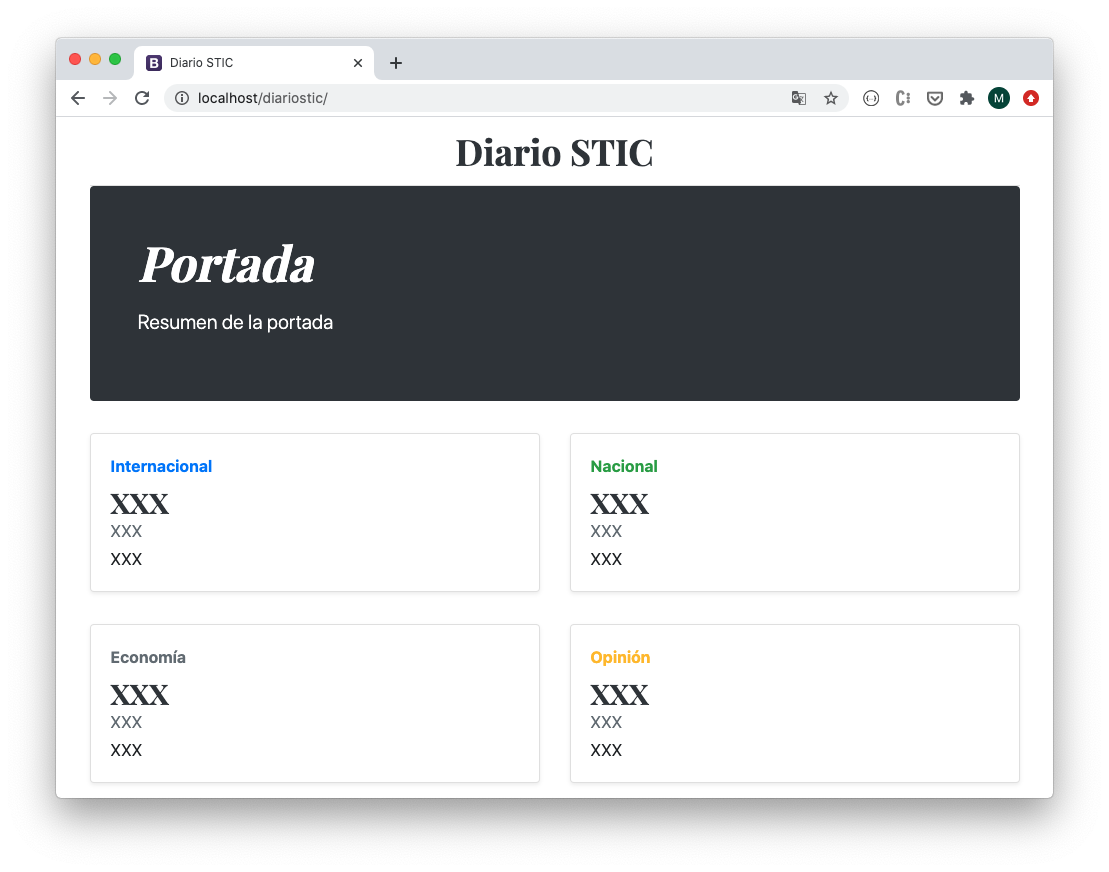 B Diario STIC
localhost/diariostic/
M
Diario STIC
Portada
Resumen de la portada
Internacional
XXX
XXX
XXX
Nacional
XXX
XXX
XXX
Economía
XXX
XXX
XXX
Opinión
XXX
XXX
XXX